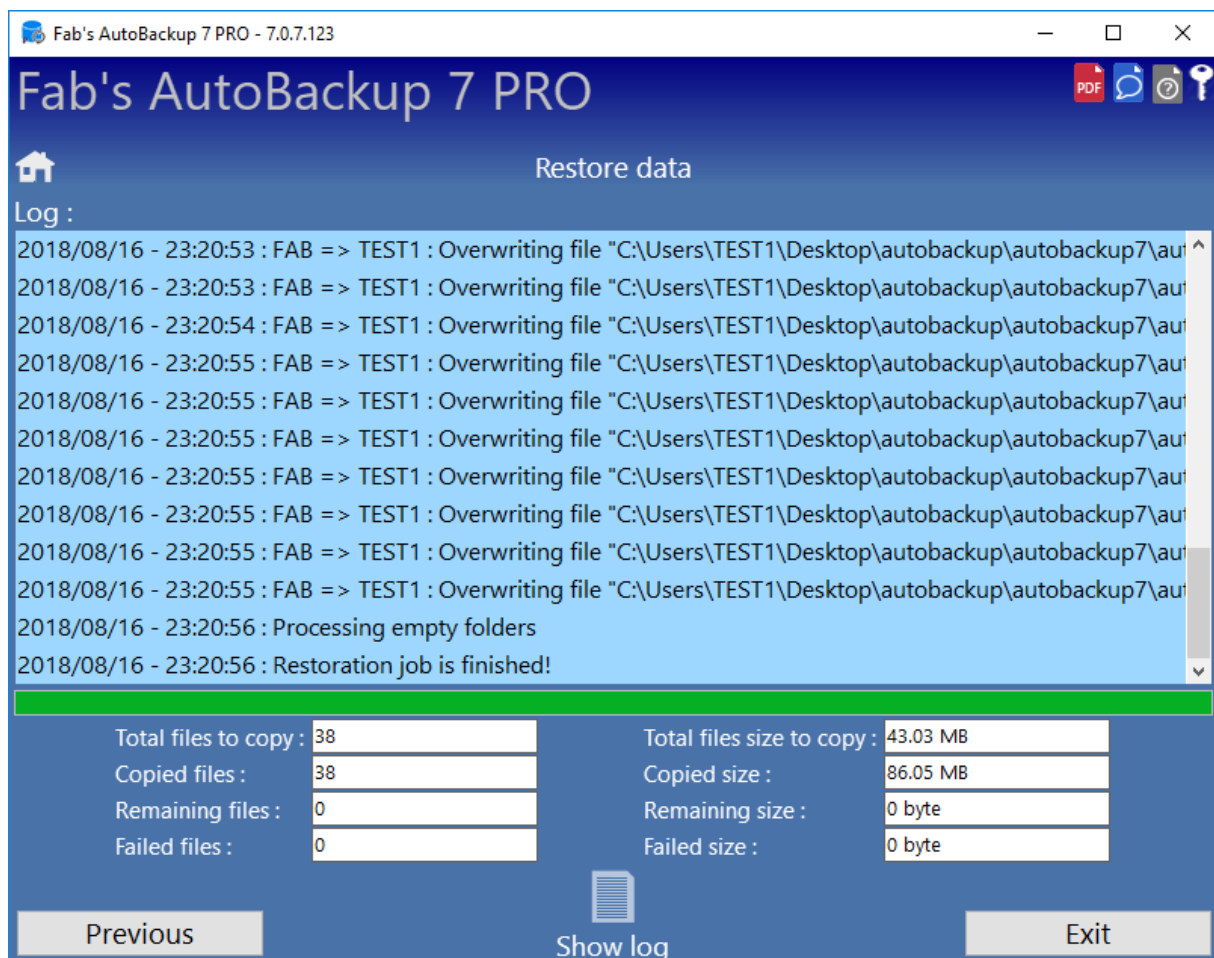 Fab's AutoBackup 7 PRO - 7.0.7.123
Fab's AutoBackup 7 PRO
PDF
?
Restore data
Log :
2018/08/16 - 23:20:53 : FAB => TEST1 : Overwriting file "C:\Users\TEST1\Desktop\autobackup\autobackup7\aut
2018/08/16 - 23:20:53 : FAB => TEST1 : Overwriting file "C:\Users\TEST1\Desktop\autobackup\autobackup7\aut
2018/08/16 - 23:20:54 : FAB => TEST1 : Overwriting file "C:\Users\TEST1\Desktop\autobackup\autobackup7\aut
2018/08/16 - 23:20:55 : FAB => TEST1 : Overwriting file "C:\Users\TEST1\Desktop\autobackup\autobackup7\aut
2018/08/16 - 23:20:55 : FAB => TEST1 : Overwriting file "C:\Users\TEST1\Desktop\autobackup\autobackup7\aut
2018/08/16 - 23:20:55 : FAB => TEST1 : Overwriting file "C:\Users\TEST1\Desktop\autobackup\autobackup7\aut
2018/08/16 - 23:20:55 : FAB => TEST1 : Overwriting file "C:\Users\TEST1\Desktop\autobackup\autobackup7\aut
2018/08/16 - 23:20:55 : FAB => TEST1 : Overwriting file "C:\Users\TEST1\Desktop\autobackup\autobackup7\aut
2018/08/16 - 23:20:55 : FAB => TEST1 : Overwriting file "C:\Users\TEST1\Desktop\autobackup\autobackup7\aut
2018/08/16 - 23:20:55 : FAB => TEST1 : Overwriting file "C:\Users\TEST1\Desktop\autobackup\autobackup7\aut
2018/08/16 - 23:20:56 : Processing empty folders
2018/08/16 - 23:20:56 : Restoration job is finished!
Total files to copy : 38 Total files size to copy : 43.03 MB
Copied files : 38 Copied size : 86.05 MB
Remaining files : 0 Remaining size : 0 byte
Failed files : 0 Failed size : 0 byte
Previous Show log Exit